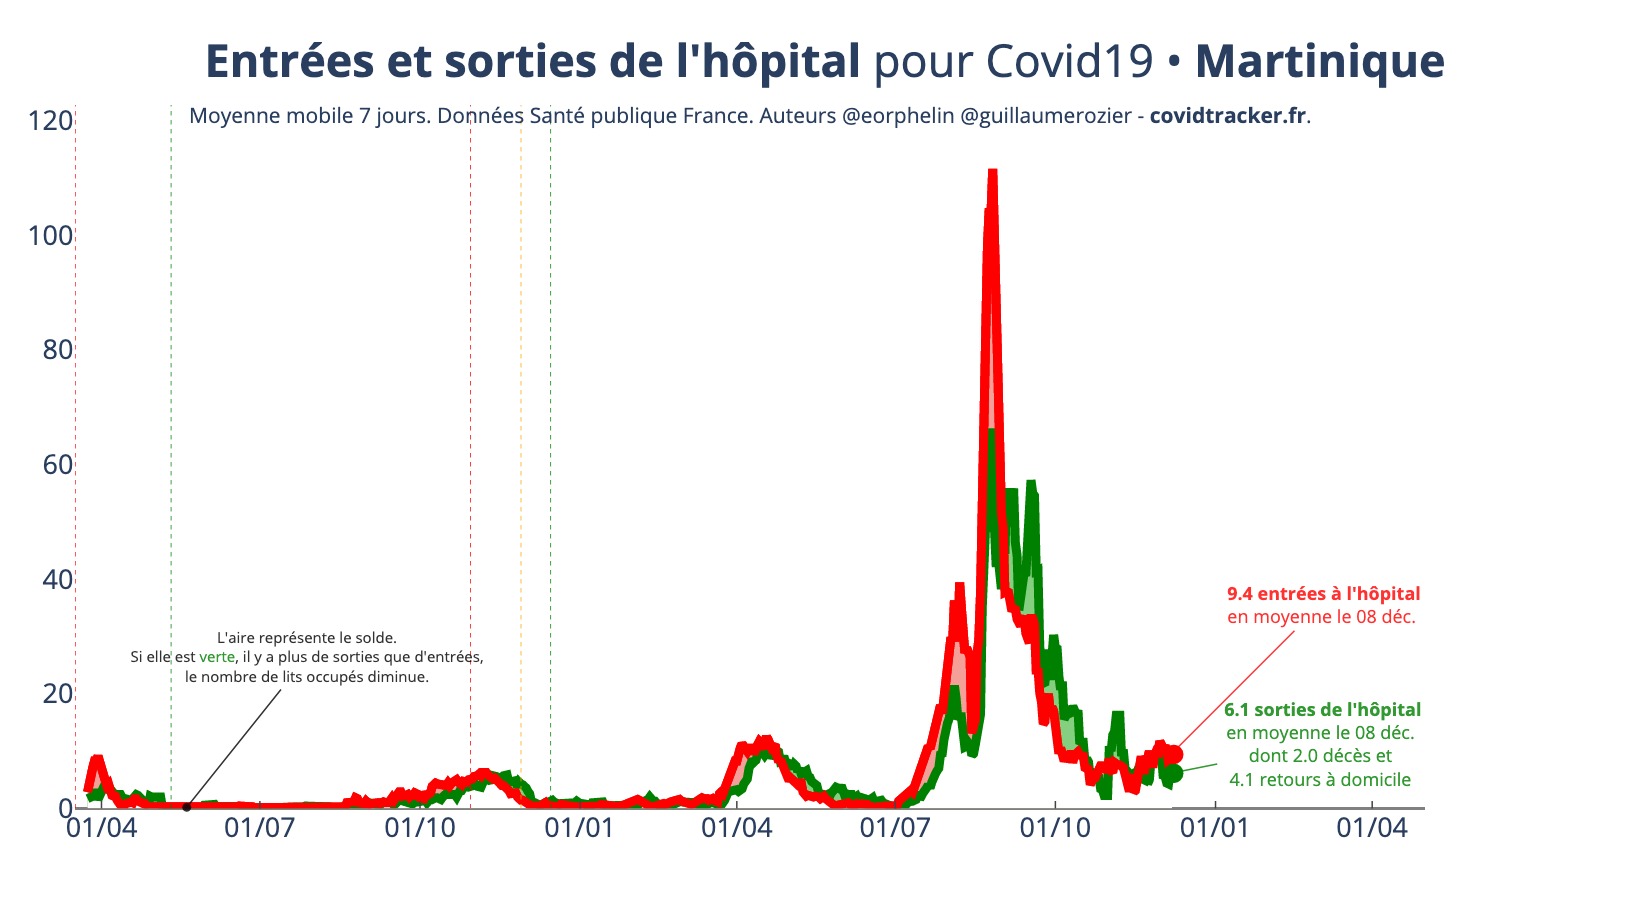 Entrées et sorties de l'hôpital pour Covid19 • Martinique
Moyenne mobile 7 jours. Données Santé publique France. Auteurs @eorphelin @guillaumerozier - covidtracker.fr.
120
100
80
60
40
20
0
L'aire représente le solde.
Si elle est verte, il y a plus de sorties que d'entrées,
le nombre de lits occupés diminue.
9.4 entrées à l'hôpital
en moyenne le 08 déc.
6.1 sorties de l'hôpital
en moyenne le 08 déc.
dont 2.0 décès et
4.1 retours à domicile
01/04 01/07 01/10 01/01 01/04 01/07 01/10 01/01 01/04